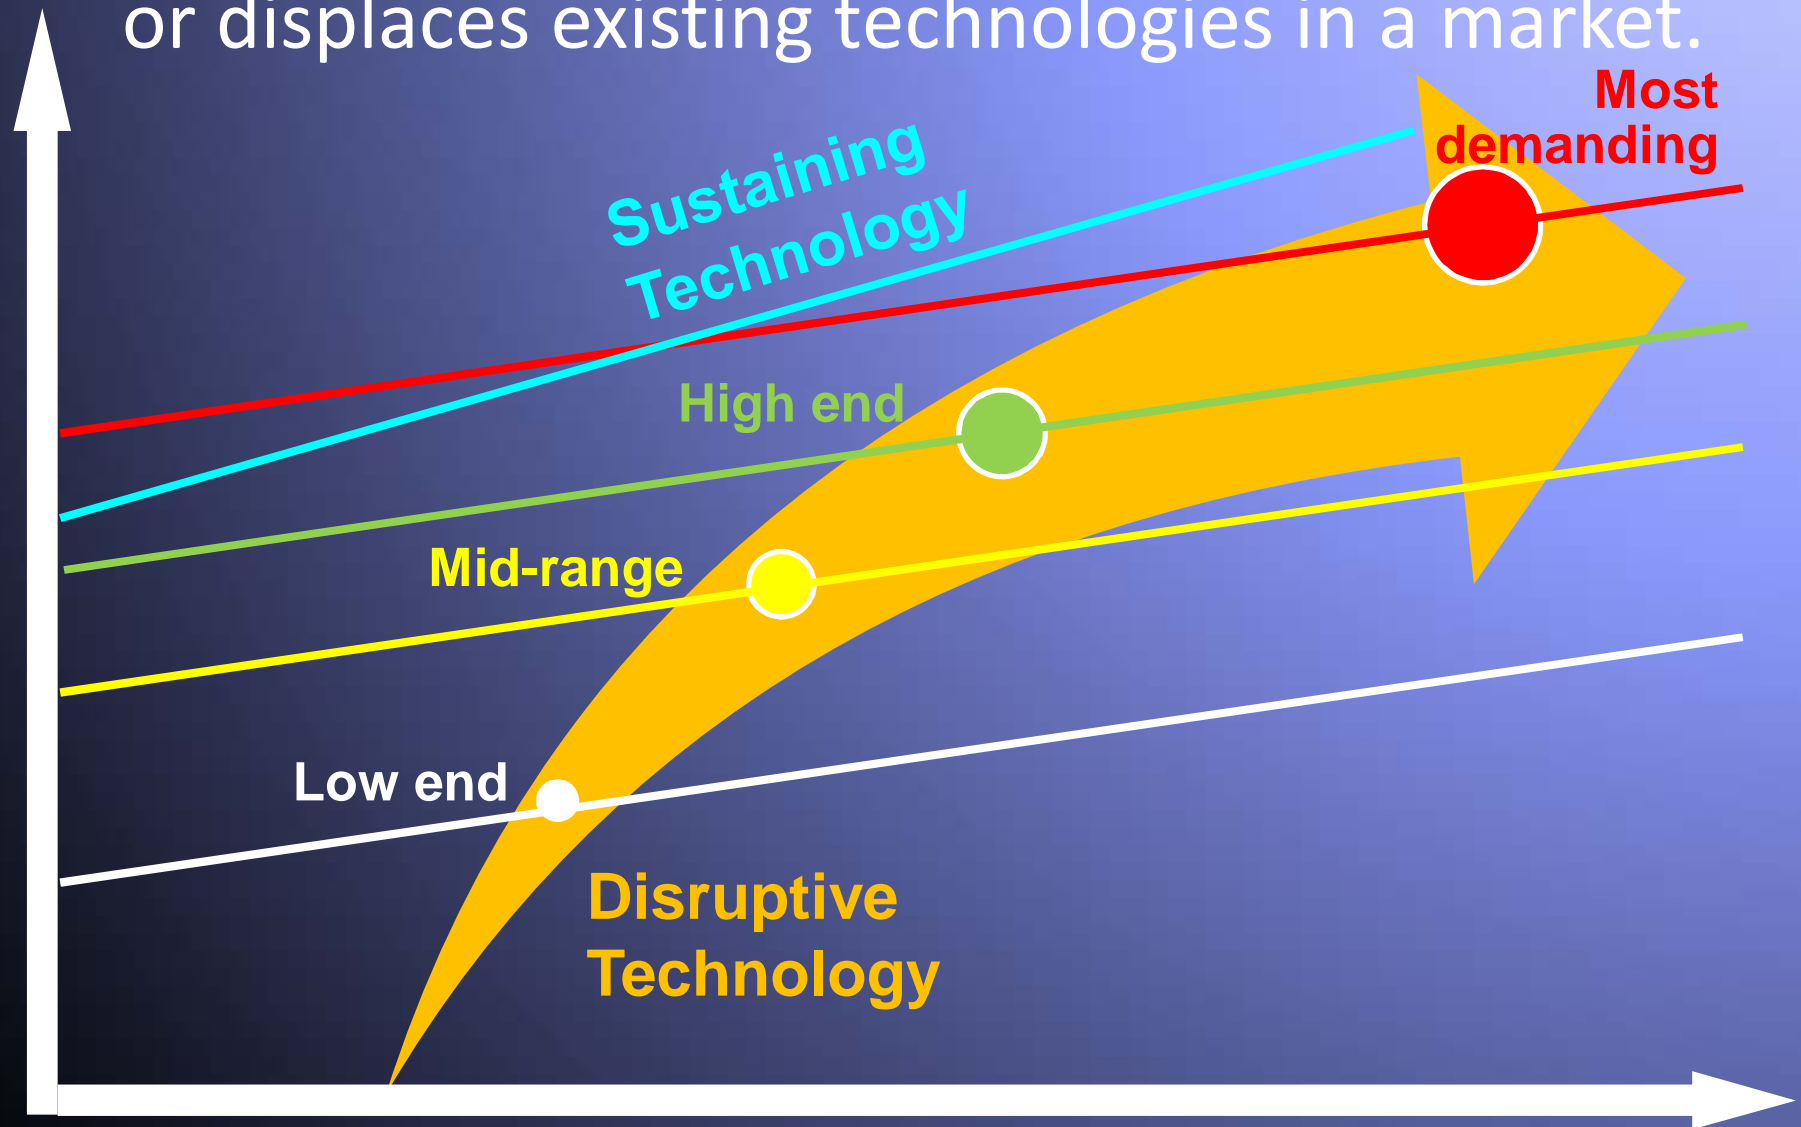 or displaces existing technologies in a market.
Most
demanding
Sustaining
Technology
High end
Mid-range
Low end
Disruptive
Technology